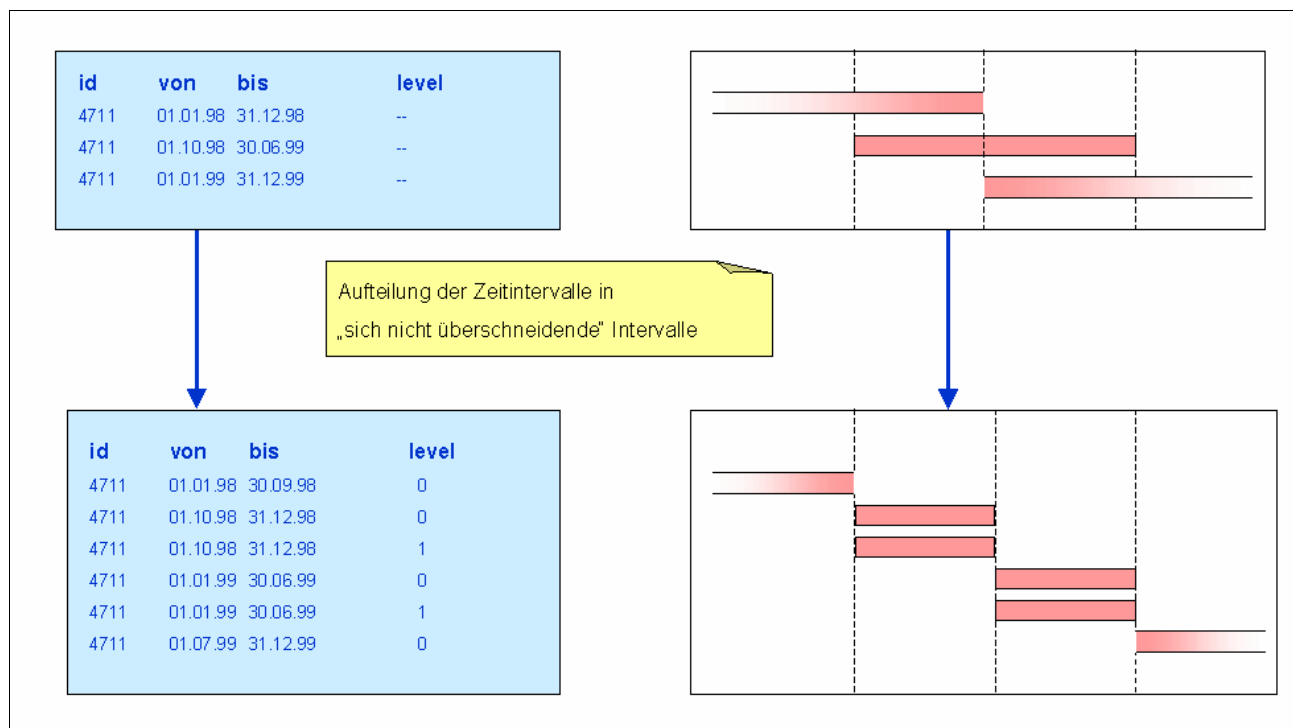 id von bis level
4711 01.01.98 31.12.98 --
4711 01.10.98 30.06.99 --
4711 01.01.99 31.12.99 --
Aufteilung der Zeitintervalle in
„sich nicht überschneidende" Intervalle
id von bis level
4711 01.01.98 30.09.98 0
4711 01.10.98 31.12.98 0
4711 01.10.98 31.12.98 1
4711 01.01.99 30.06.99 0
4711 01.01.99 30.06.99 1
4711 01.07.99 31.12.99 0